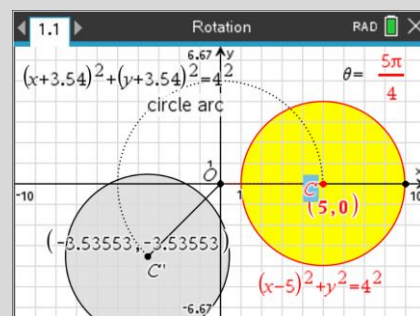 1.1 Rotation RAD
6.67 y
(x+3.54)²+(y+3.54)²=4²
θ= 5π/4
circle arc
1
O
x
-10 1 C 10
(5,0)
(-3.53553,-3.53553)
C'
(x-5)²+y²=4²
-6.67